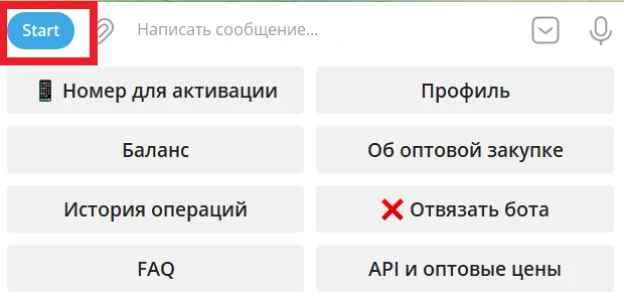 Start
Написать сообщение...
Номер для активации
Профиль
Баланс
Об оптовой закупке
История операций
Отвязать бота
FAQ
API и оптовые цены